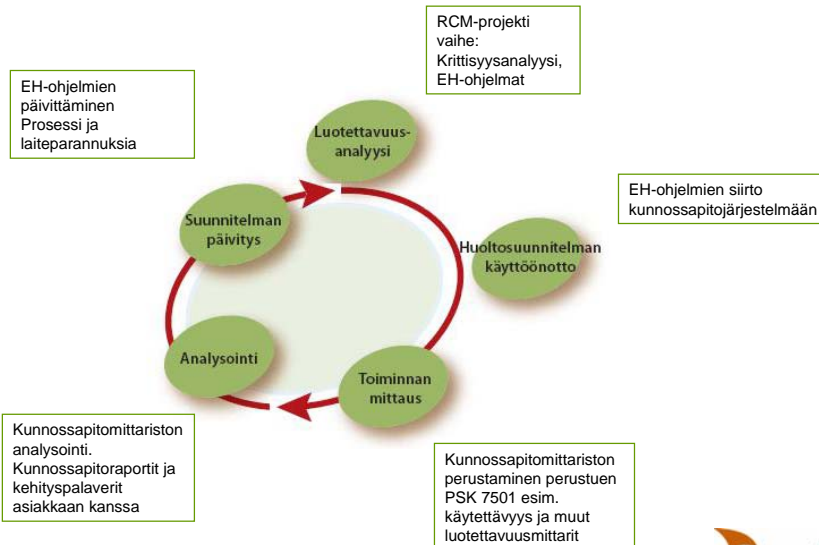 RCM-projekti
vaihe:
Krittisyysanalyysi,
EH-ohjelmat
EH-ohjelmien
päivittäminen
Prosessi ja
laiteparannuksia
Luotettavuus-
analyysi
EH-ohjelmien siirto
kunnossapitojärjestelmään
Suunnitelman
päivitys
Huoltosuunnitelman
käyttöönotto
Analysointi
Toiminnan
mittaus
Kunnossapitomittariston
analysointi.
Kunnossapitoraportit ja
kehityspalaverit
asiakkaan kanssa
Kunnossapitomittariston
perustaminen perustuen
PSK 7501 esim.
käytettävyys ja muut
luotettavuusmittarit